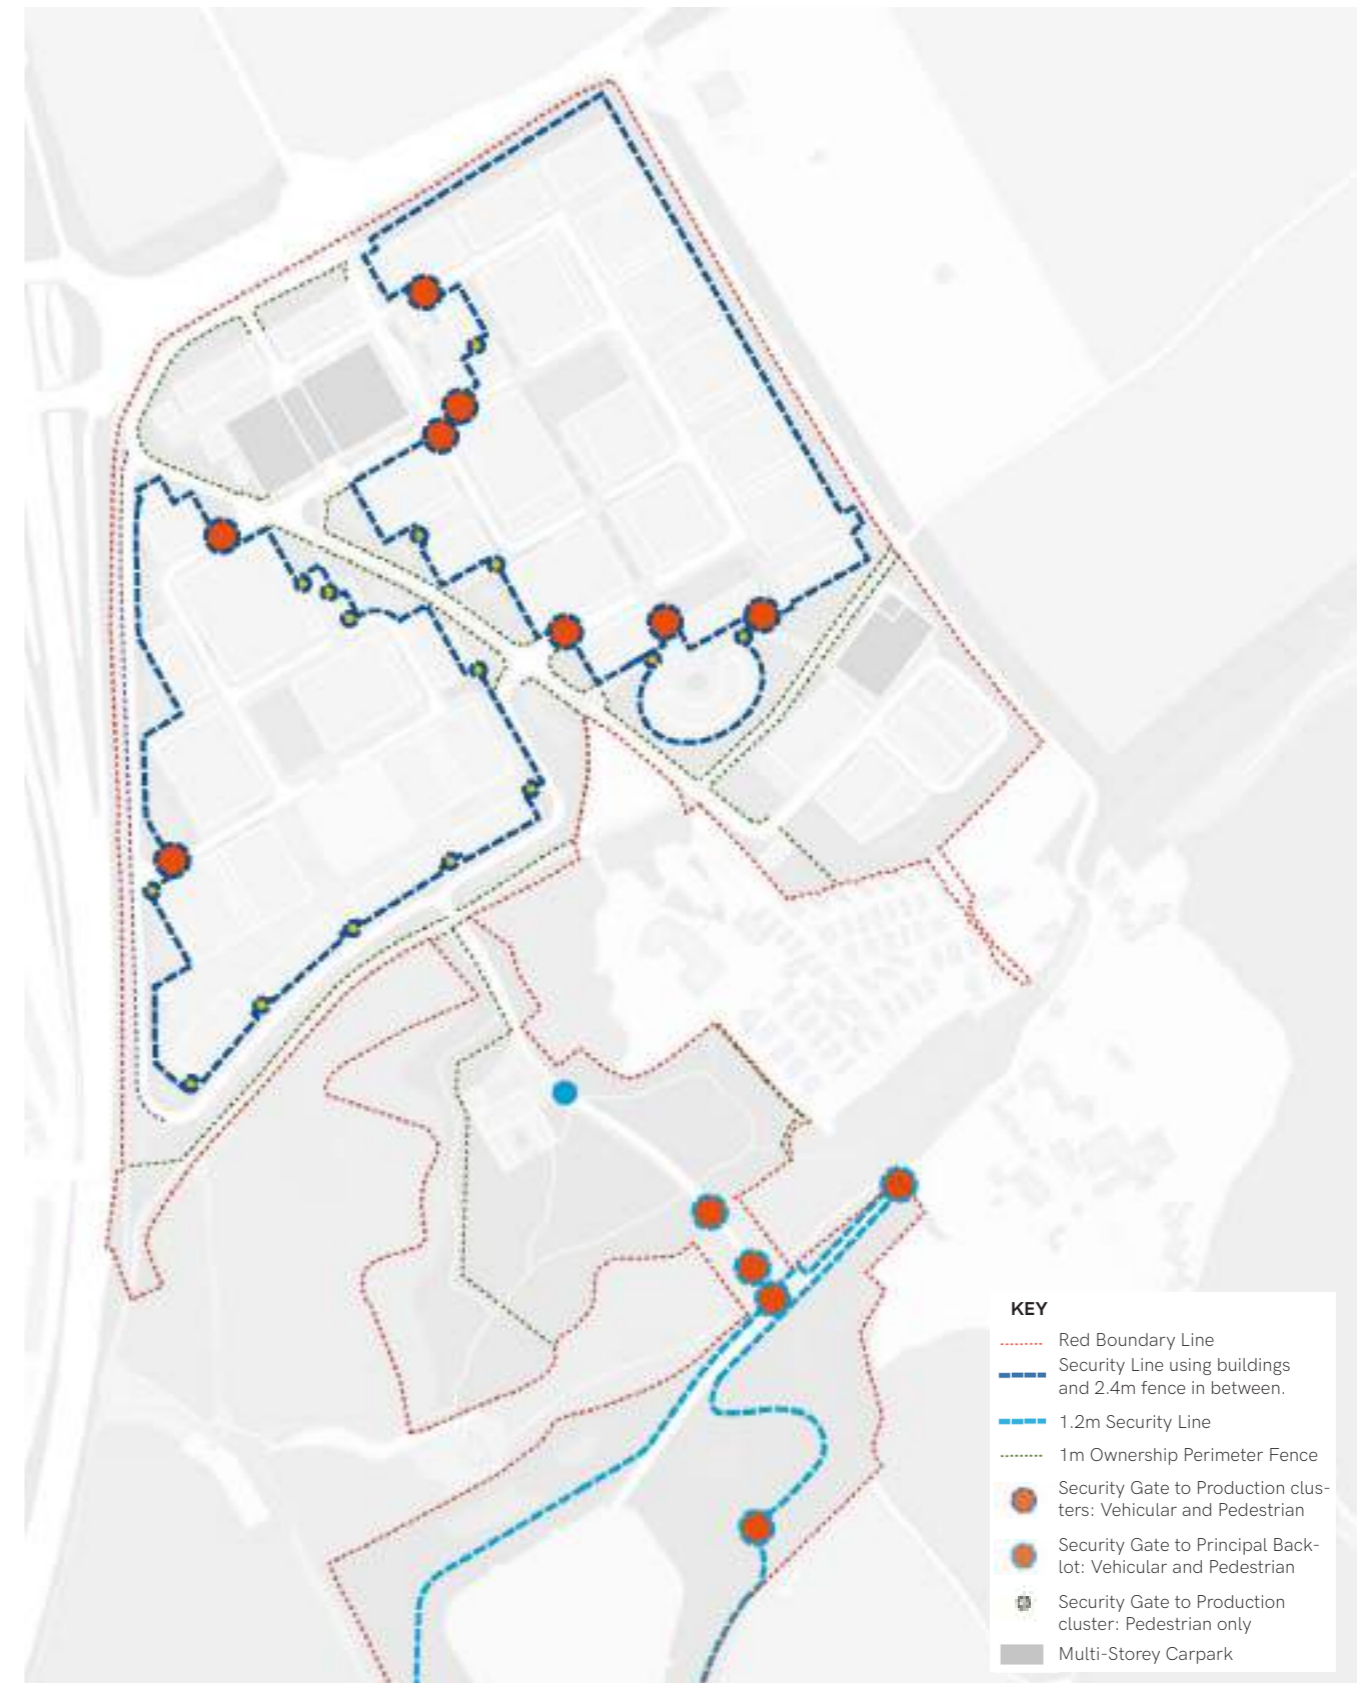 KEY
Red Boundary Line
Security Line using buildings
and 2.4m fence in between.
1.2m Security Line
1m Ownership Perimeter Fence
Security Gate to Production clus-
ters: Vehicular and Pedestrian
Security Gate to Principal Back-
lot: Vehicular and Pedestrian
Security Gate to Production
cluster: Pedestrian only
Multi-Storey Carpark